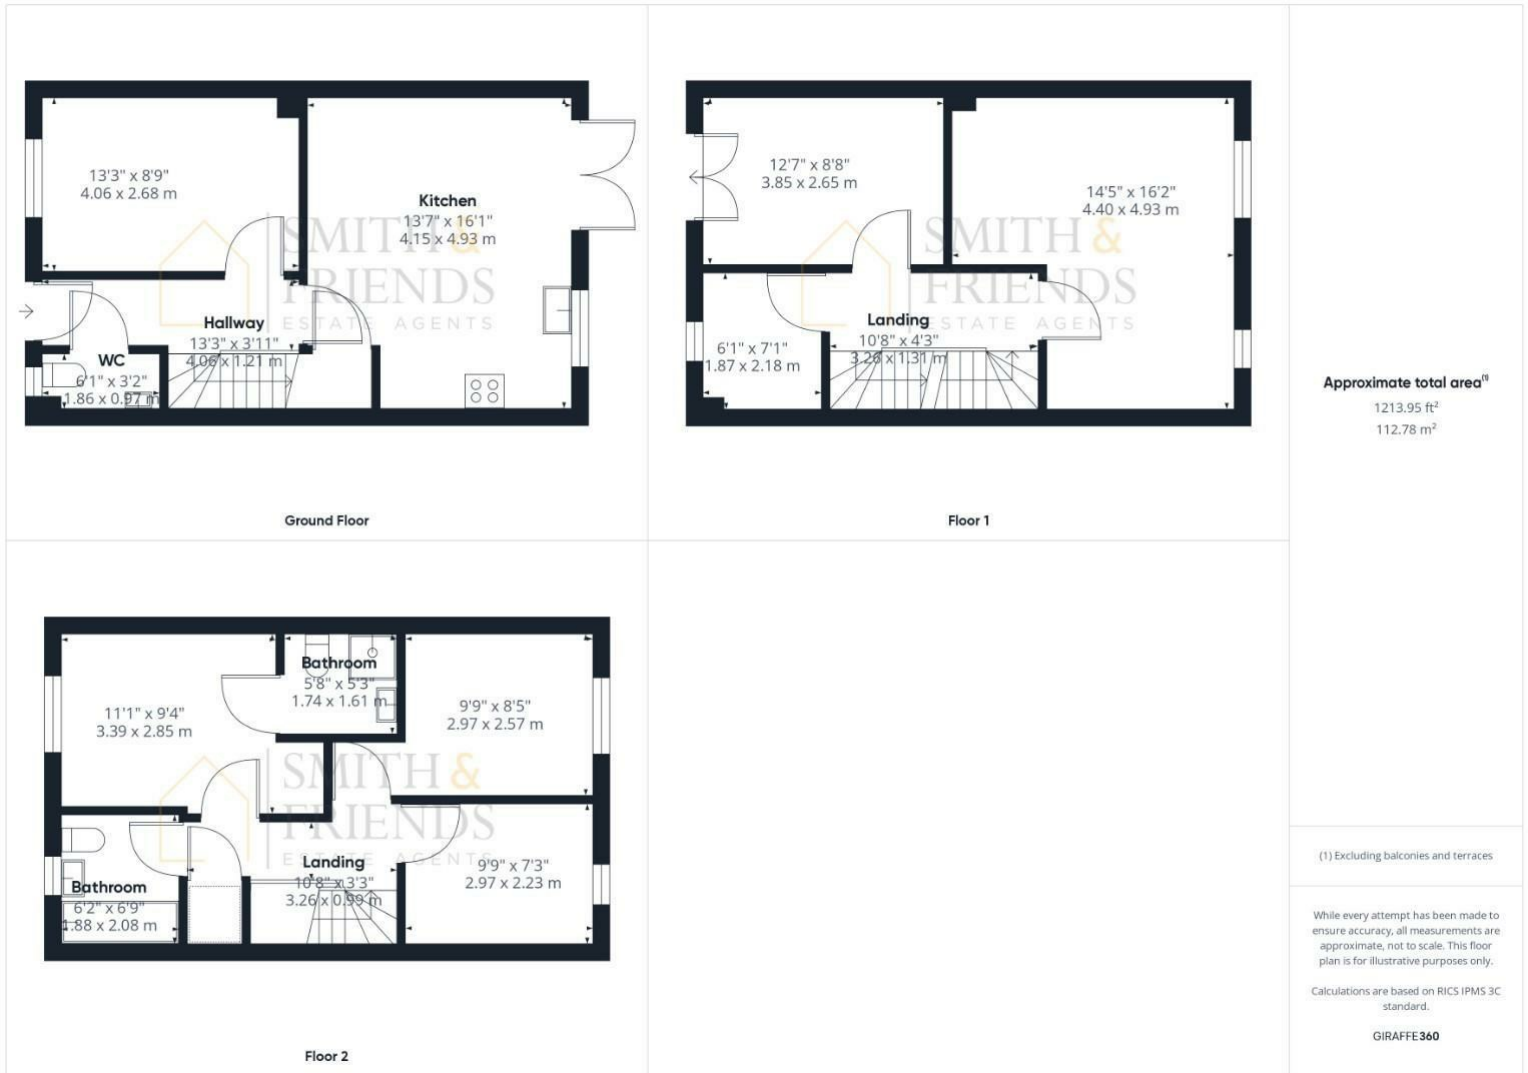 13'3" x 8'9"
4.06 x 2.68 m
Kitchen
13'7" x 16'1"
4.15 x 4.93 m
SMITH &
FRIENDS
ESTATE AGENTS
Hallway
13'3" x 3'11"
4.06 x 1.21 m
WC
6'1" x 3'2"
1.86 x 0.97 m
Ground Floor
12'7" x 8'8"
3.85 x 2.65 m
14'5" x 16'2"
4.40 x 4.93 m
SMITH &
FRIENDS
ESTATE AGENTS
Landing
10'8" x 4'3"
3.26 x 1.31 m
6'1" x 7'1"
1.87 x 2.18 m
Floor 1
Approximate total area(1)
1213.95 ft²
112.78 m²
Bathroom
5'8" x 5'3"
1.74 x 1.61 m
11'1" x 9'4"
3.39 x 2.85 m
9'9" x 8'5"
2.97 x 2.57 m
SMITH &
FRIENDS
ESTATE AGENTS
Landing
10'8" x 3'3"
3.26 x 0.99 m
9'9" x 7'3"
2.97 x 2.23 m
Bathroom
6'2" x 6'9"
1.88 x 2.08 m
Floor 2
(1) Excluding balconies and terraces
While every attempt has been made to
ensure accuracy, all measurements are
approximate, not to scale. This floor
plan is for illustrative purposes only.
Calculations are based on RICS IPMS 3C
standard.
GIRAFFE360